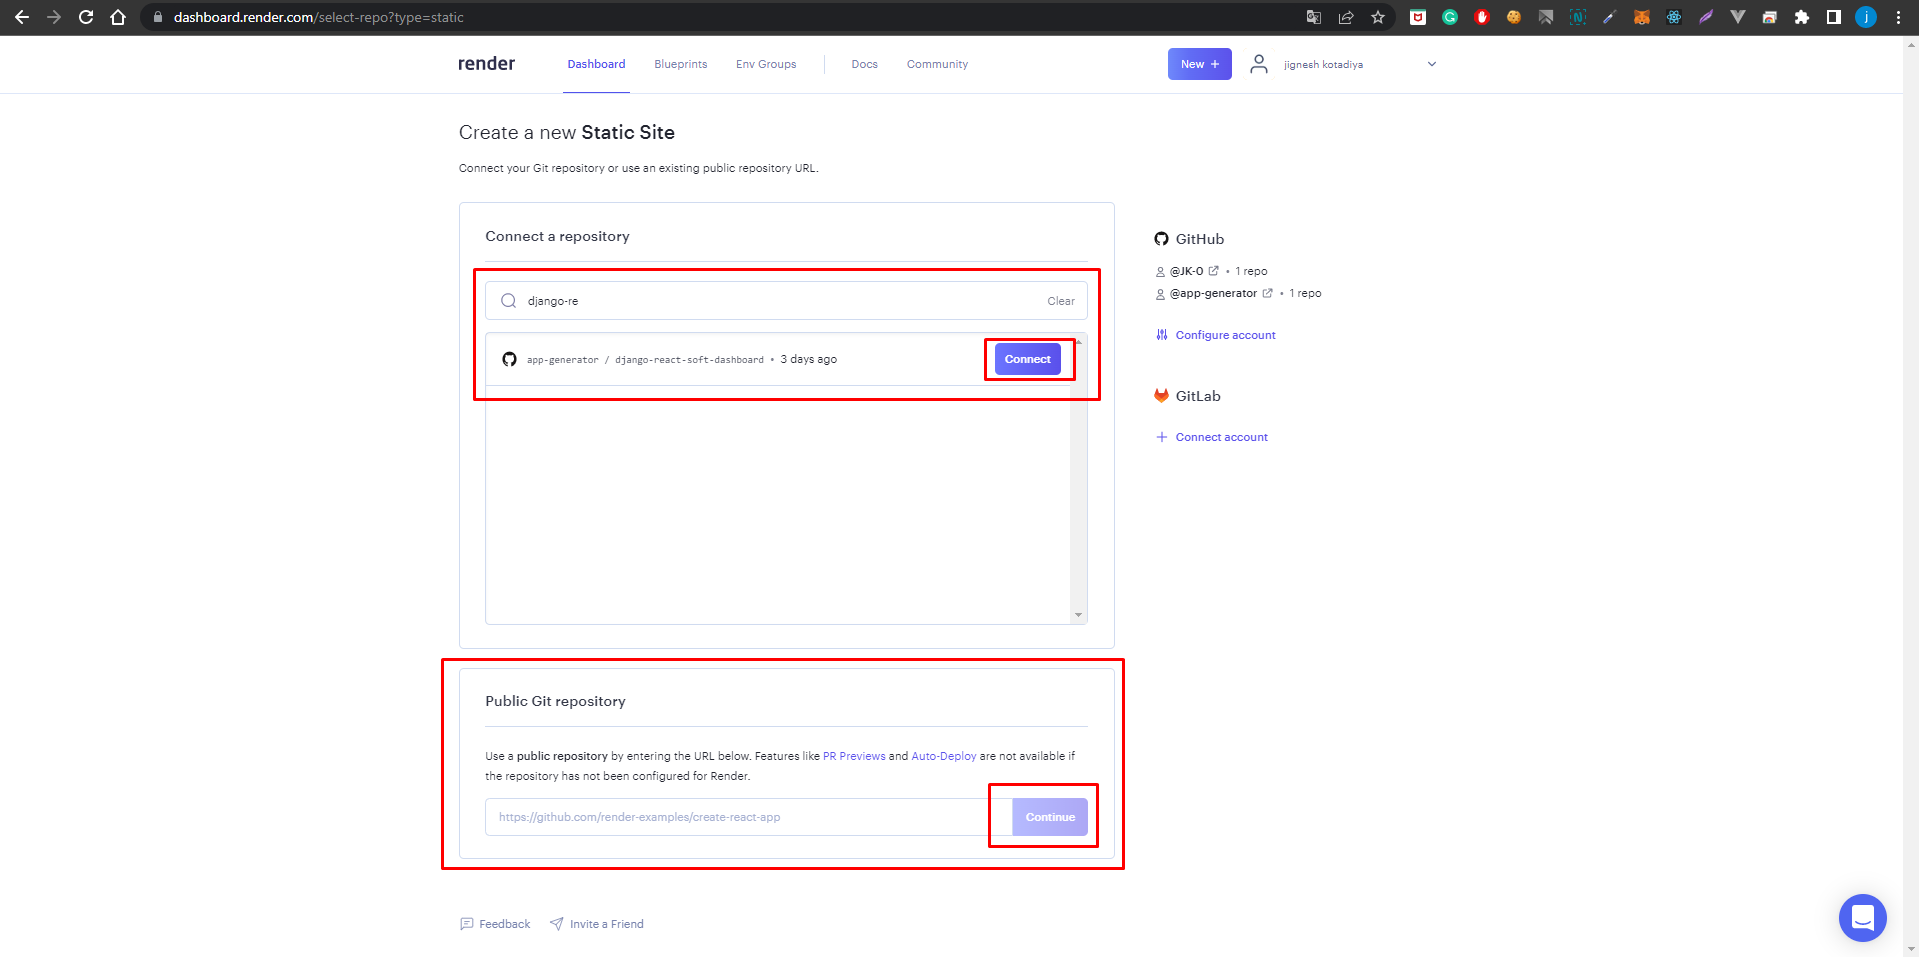 dashboard.render.com/select-repo?type=static
render Dashboard Blueprints Env Groups Docs Community New + jignesh kotadiya
Create a new Static Site
Connect your Git repository or use an existing public repository URL.
Connect a repository
django-re Clear
app-generator / django-react-soft-dashboard • 3 days ago Connect
GitHub
@JK-0 • 1 repo
@app-generator • 1 repo
Configure account
GitLab
Connect account
Public Git repository
Use a public repository by entering the URL below. Features like PR Previews and Auto-Deploy are not available if
the repository has not been configured for Render.
https://github.com/render-examples/create-react-app Continue
Feedback Invite a Friend